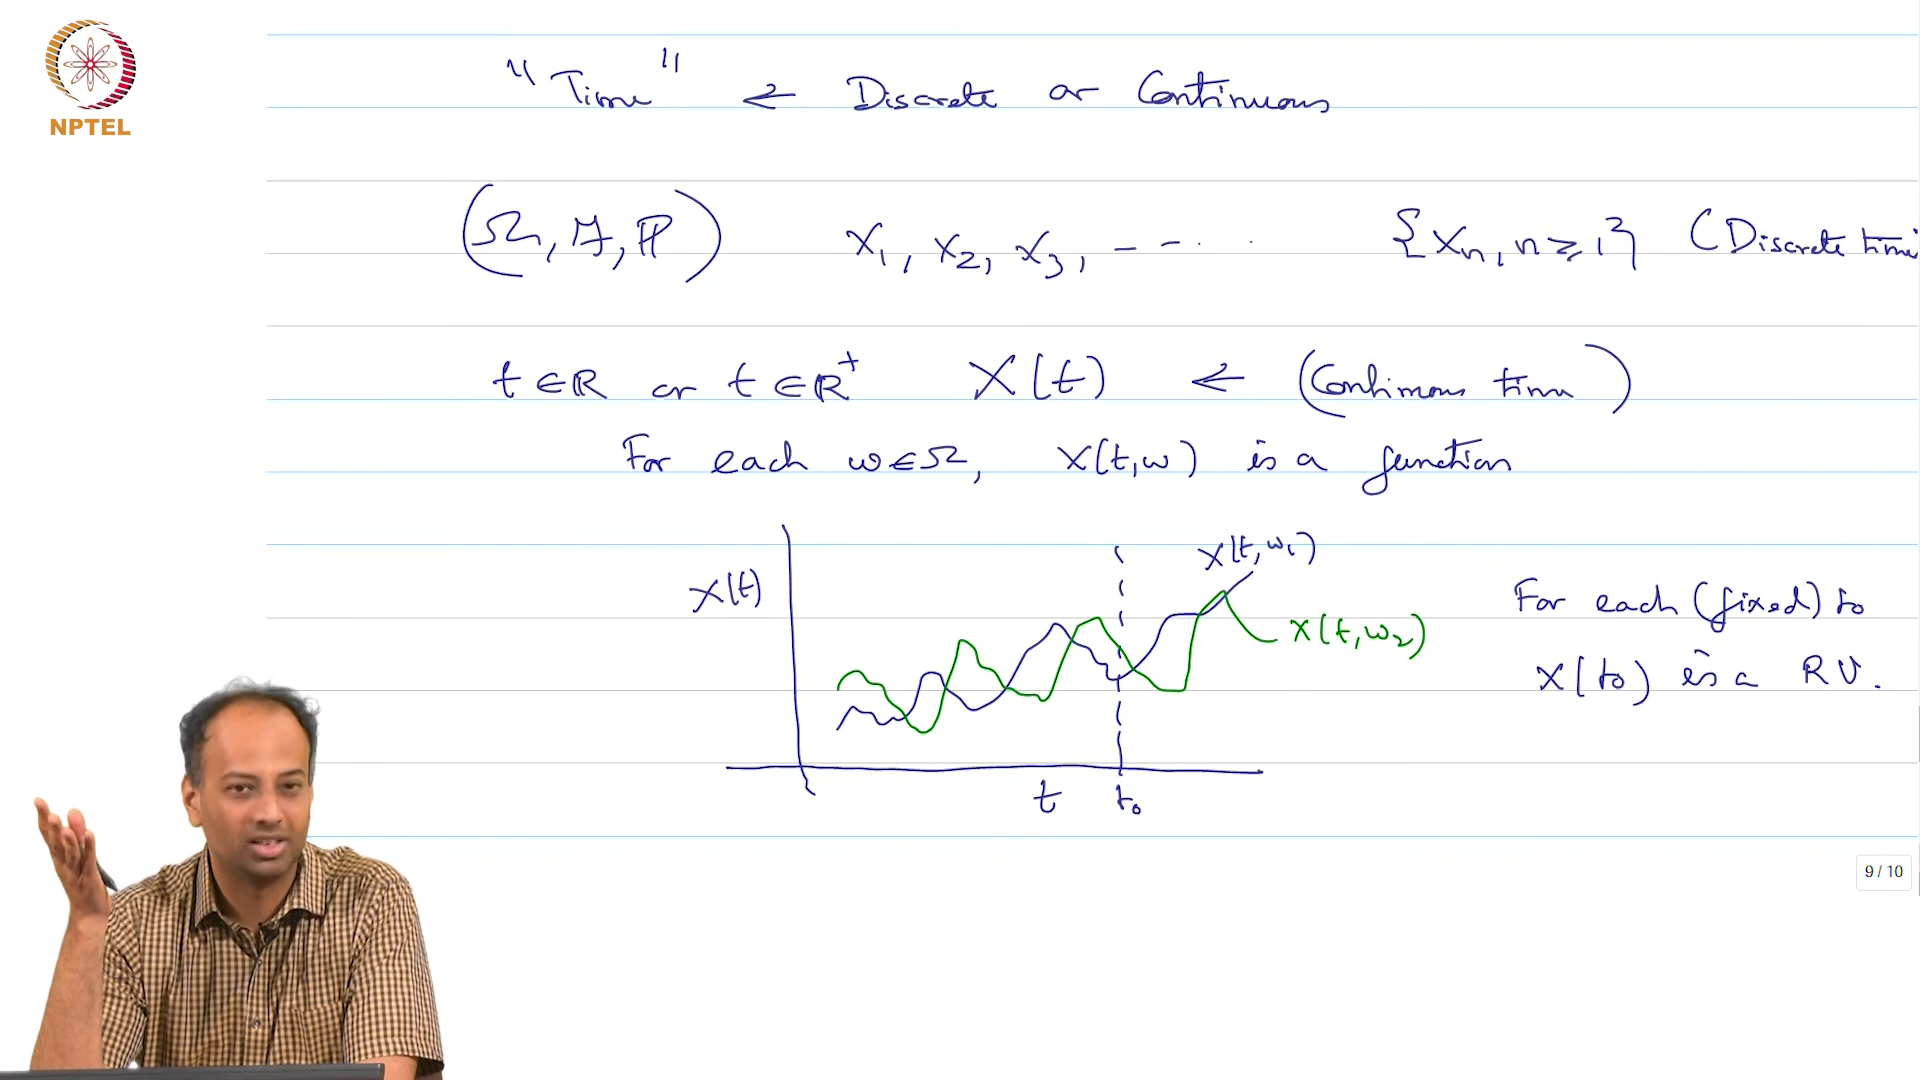 NPTEL
"Time" ← Discrete or Continuous
(Ω, F, P) X₁, X₂, X₃, - - . . {Xₙ, n ≥ 1} (Discrete time
t ∈ R or t ∈ R⁺ X(t) ← (Continuous time)
For each ω ∈ Ω, X(t, ω) is a function
X(t, ω₁)
X(t)
X(t, ω₂)
For each (fixed) t₀
X(t₀) is a RV.
t t₀
9 / 10